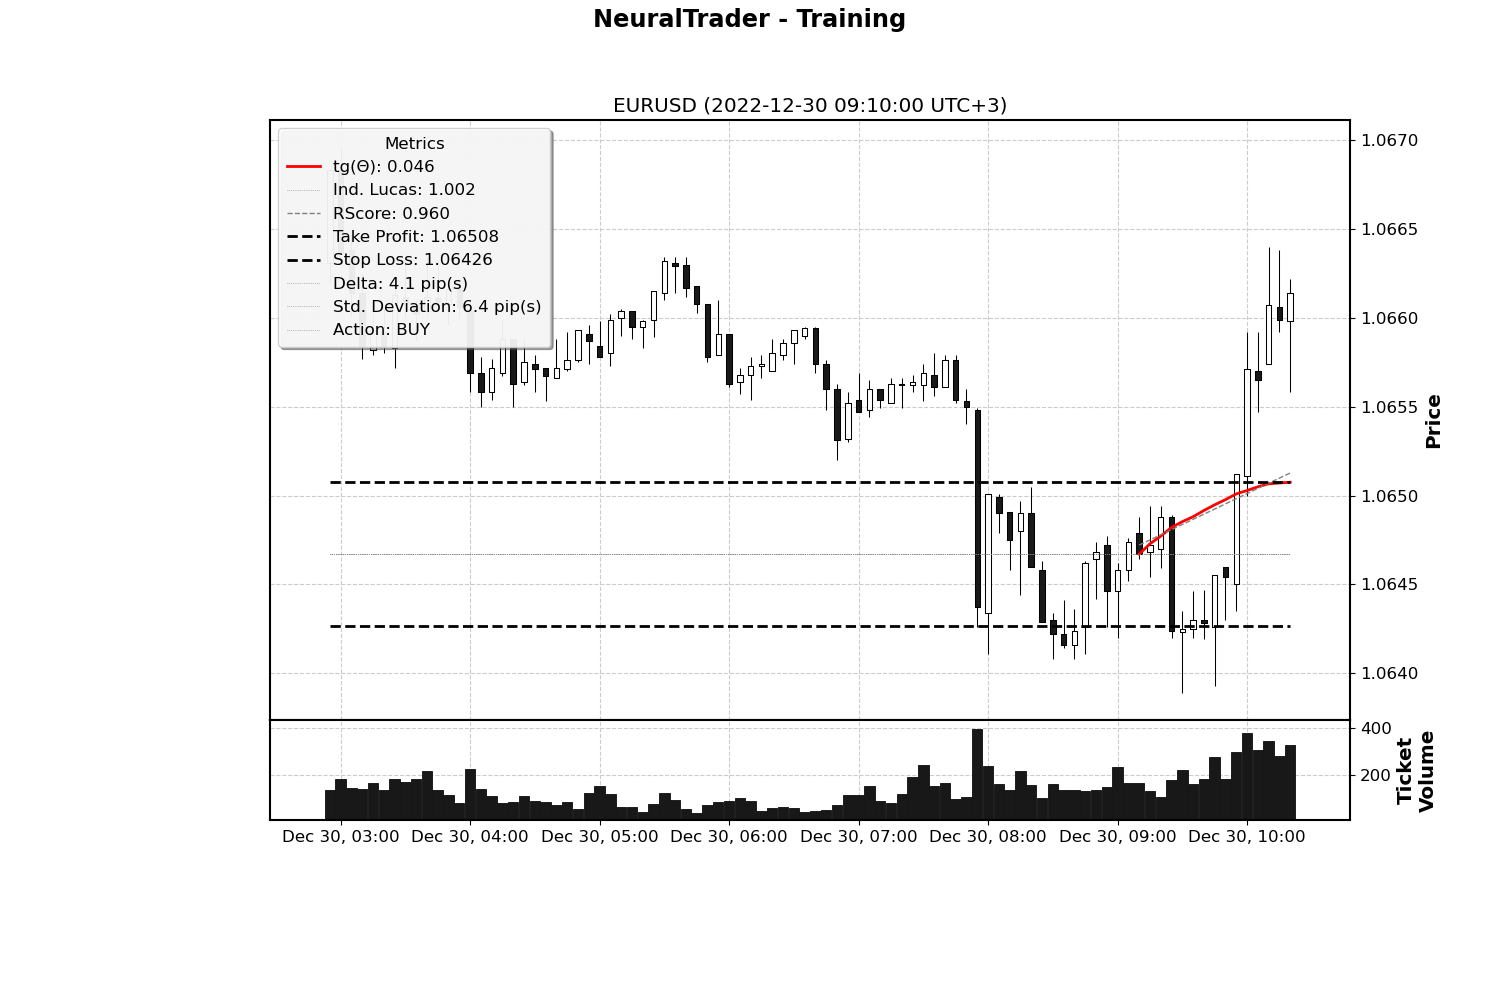 NeuralTrader - Training
EURUSD (2022-12-30 09:10:00 UTC+3)
Metrics
tg(Θ): 0.046
Ind. Lucas: 1.002
RScore: 0.960
Take Profit: 1.06508
Stop Loss: 1.06426
Delta: 4.1 pip(s)
Std. Deviation: 6.4 pip(s)
Action: BUY
1.0670
1.0665
1.0660
1.0655
1.0650
1.0645
1.0640
Price
400
200
Ticket
Volume
Dec 30, 03:00 Dec 30, 04:00 Dec 30, 05:00 Dec 30, 06:00 Dec 30, 07:00 Dec 30, 08:00 Dec 30, 09:00 Dec 30, 10:00